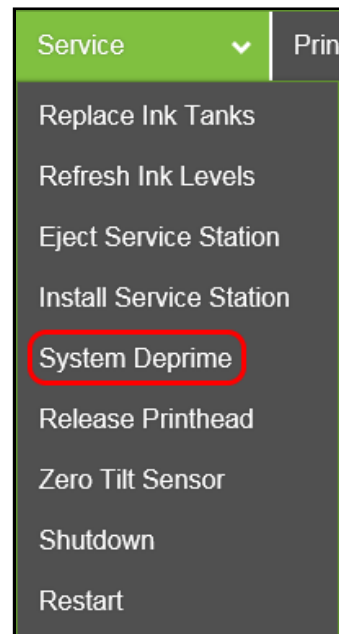 Service Prin
Replace Ink Tanks
Refresh Ink Levels
Eject Service Station
Install Service Station
System Deprime
Release Printhead
Zero Tilt Sensor
Shutdown
Restart